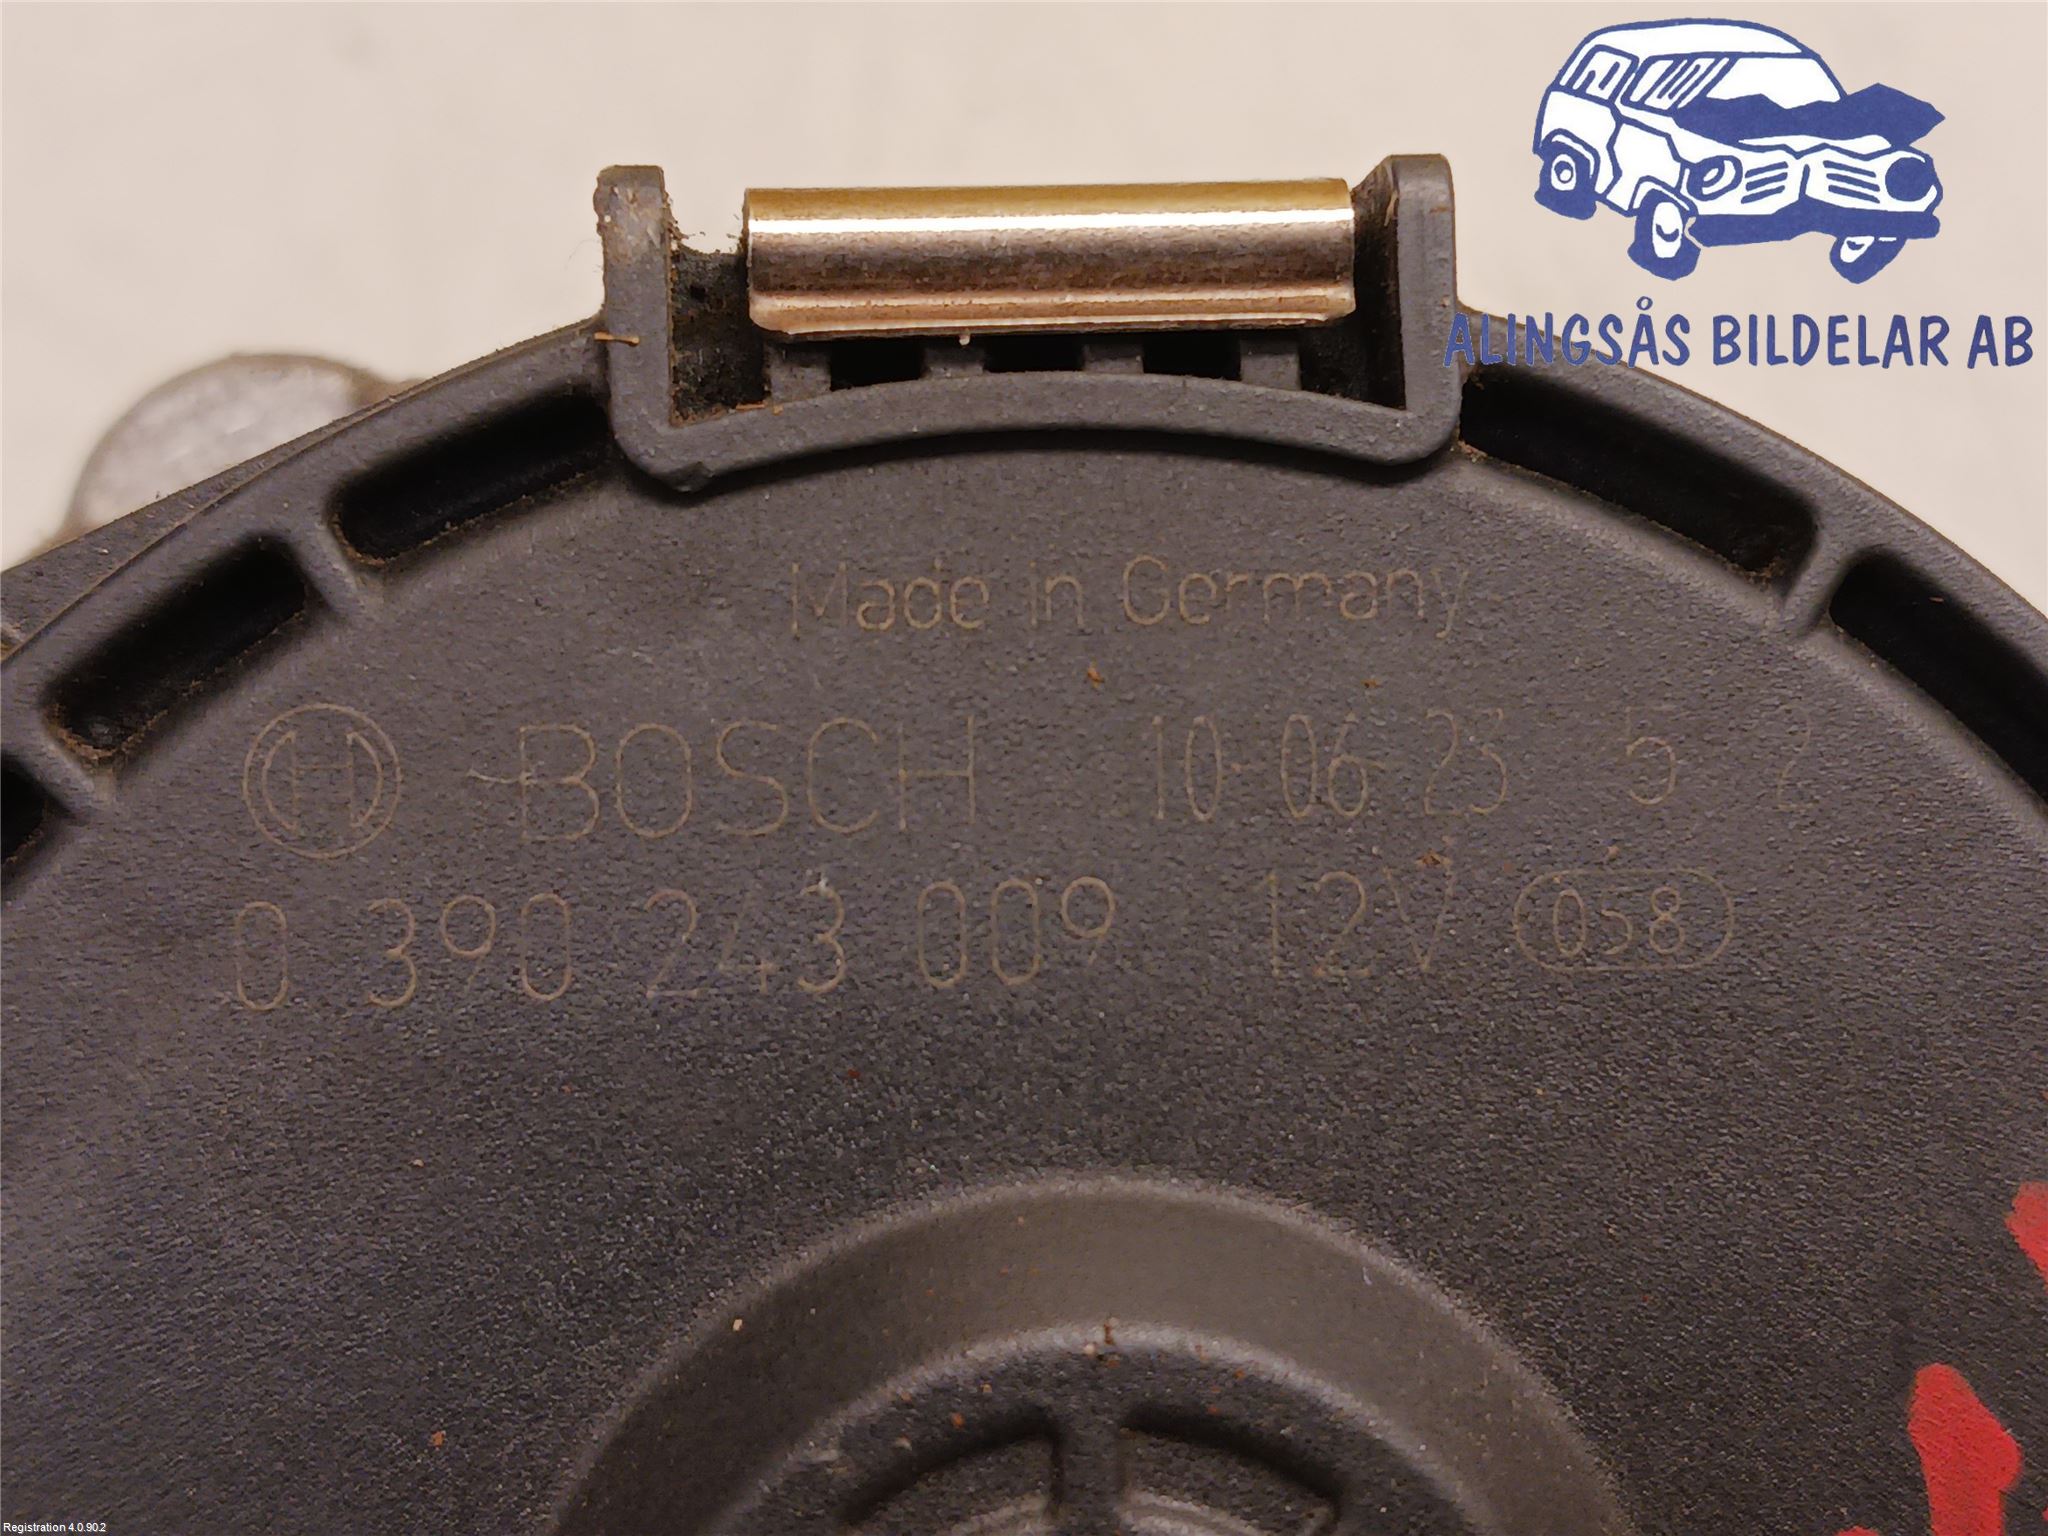 ALINGSÅS BILDELAR AB
Made in Germany
BOSCH 10-06-23 5 2
0 390 243 009 12V 058
Registration 4.0.90.2